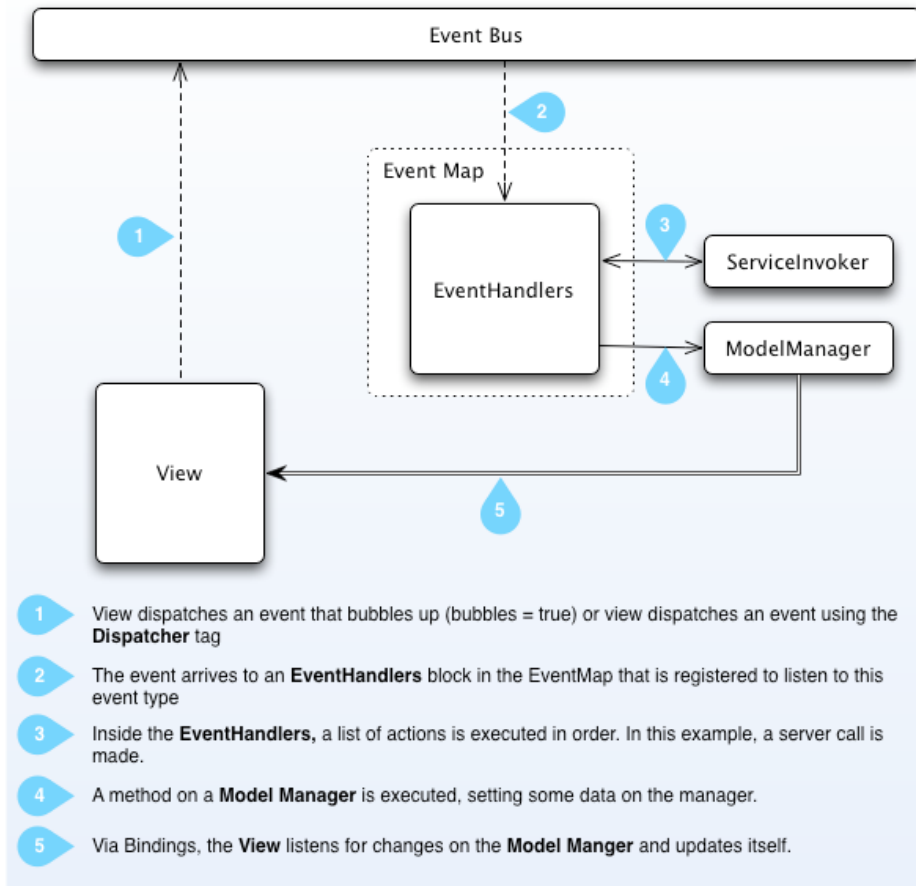 Event Bus
2
Event Map
1
3
EventHandlers
ServiceInvoker
ModelManager
4
View
5
1 View dispatches an event that bubbles up (bubbles = true) or view dispatches an event using the
Dispatcher tag
2 The event arrives to an EventHandlers block in the EventMap that is registered to listen to this
event type
3 Inside the EventHandlers, a list of actions is executed in order. In this example, a server call is
made.
4 A method on a Model Manager is executed, setting some data on the manager.
5 Via Bindings, the View listens for changes on the Model Manger and updates itself.